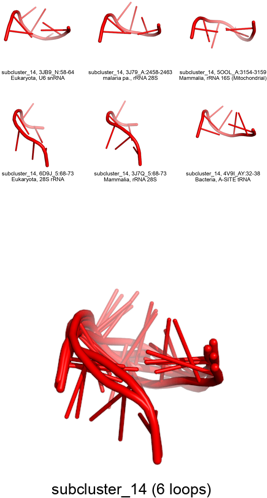 subcluster_14, 3JB9_N:58-64
Eukaryota, U6 snRNA
subcluster_14, 3J79_A:2458-2463
malaria pa., rRNA 28S
subcluster_14, 5OOL_A:3154-3159
Mammalia, rRNA 16S (Mitochondrial)
subcluster_14, 6D9J_5:68-73
Eukaryota, 28S rRNA
subcluster_14, 3J7Q_5:68-73
Mammalia, rRNA 28S
subcluster_14, 4V9I_AY:32-38
Bacteria, A-SITE tRNA
subcluster_14 (6 loops)